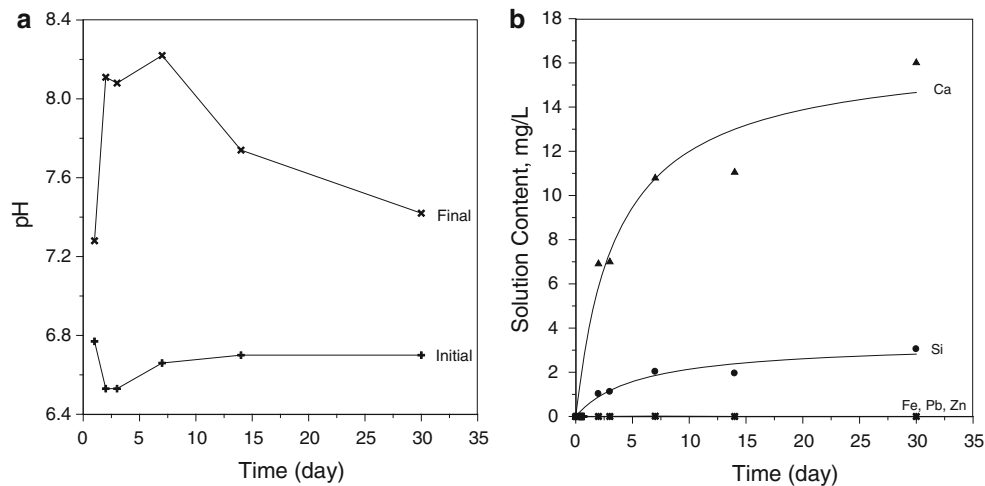 a
8.4
8.0
7.6
7.2
6.8
6.4
pH
Final
Initial
0 5 10 15 20 25 30 35
Time (day)
b
18
16
14
12
10
8
6
4
2
0
Solution Content, mg/L
Ca
Si
Fe, Pb, Zn
0 5 10 15 20 25 30 35
Time (day)